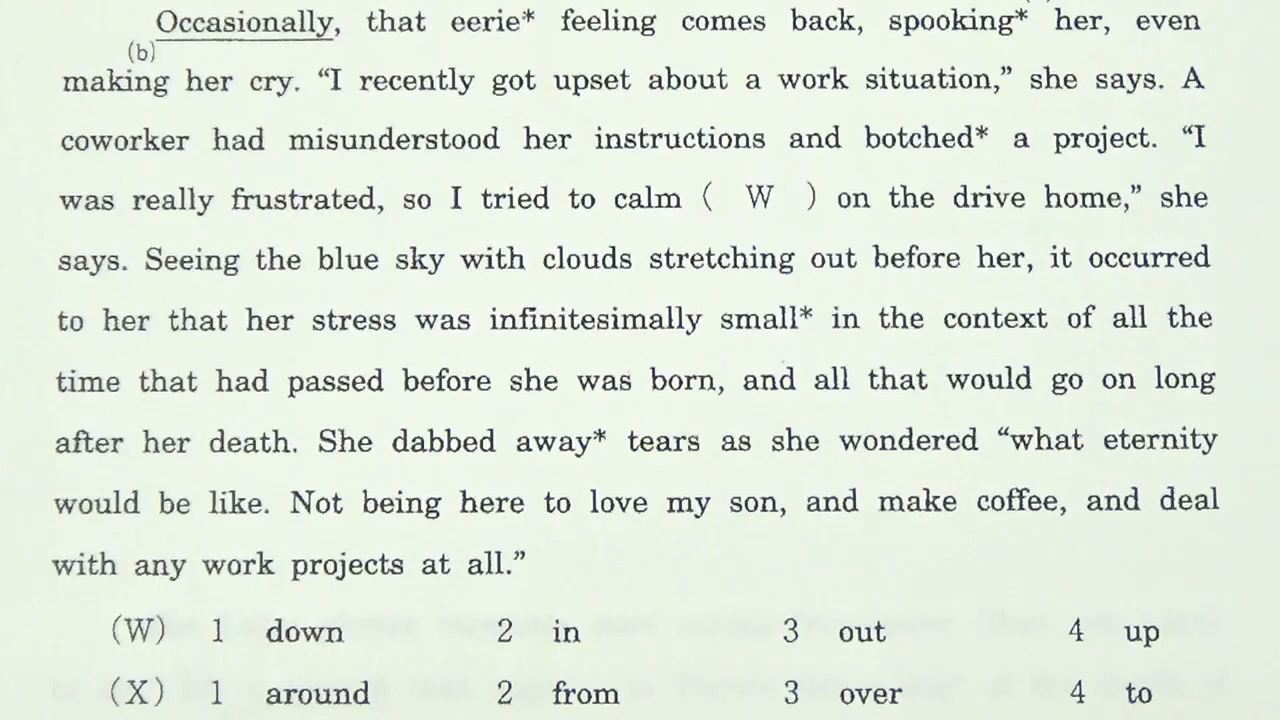 Occasionally, that eerie* feeling comes back, spooking* her, even
(b)
making her cry. “I recently got upset about a work situation,” she says. A
coworker had misunderstood her instructions and botched* a project. “I
was really frustrated, so I tried to calm ( W ) on the drive home,” she
says. Seeing the blue sky with clouds stretching out before her, it occurred
to her that her stress was infinitesimally small* in the context of all the
time that had passed before she was born, and all that would go on long
after her death. She dabbed away* tears as she wondered “what eternity
would be like. Not being here to love my son, and make coffee, and deal
with any work projects at all.”
(W) 1 down 2 in 3 out 4 up
(X) 1 around 2 from 3 over 4 to